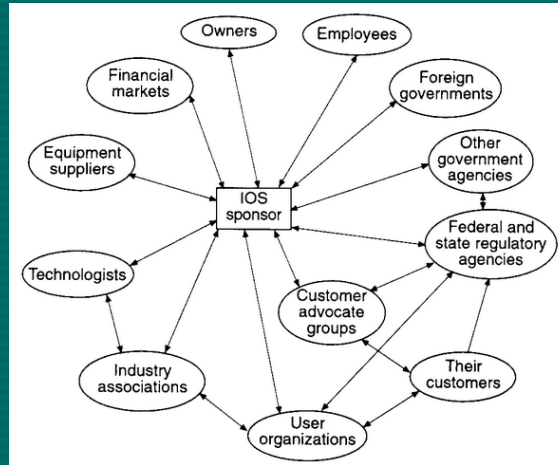 Owners
Employees
Financial
markets
Foreign
governments
Equipment
suppliers
Other
government
agencies
IOS
sponsor
Federal and
state regulatory
agencies
Technologists
Customer
advocate
groups
Industry
associations
Their
customers
User
organizations